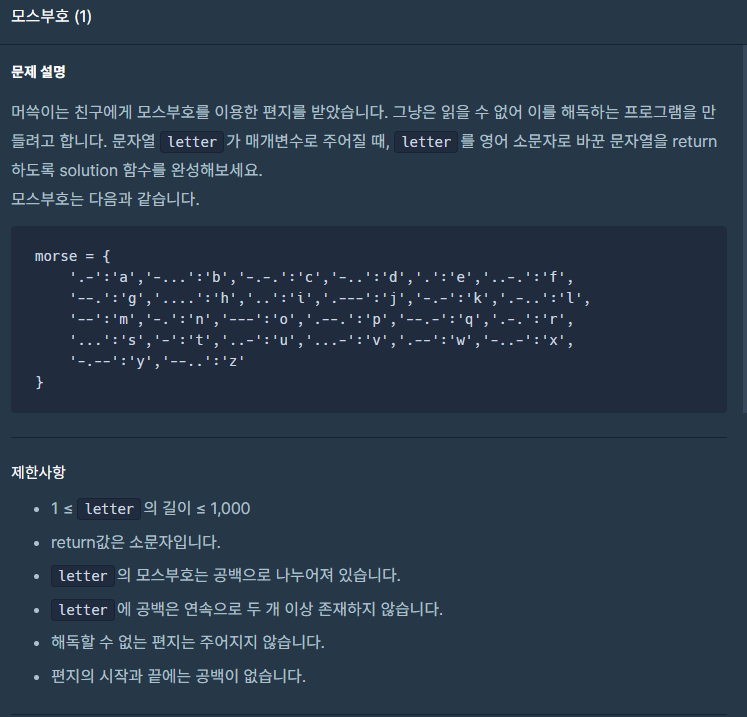 모스부호 (1)
문제 설명
머쓱이는 친구에게 모스부호를 이용한 편지를 받았습니다. 그냥은 읽을 수 없어 이를 해독하는 프로그램을 만
들려고 합니다. 문자열 letter 가 매개변수로 주어질 때, letter 를 영어 소문자로 바꾼 문자열을 return
하도록 solution 함수를 완성해보세요.
모스부호는 다음과 같습니다.
morse = {
    '.-':'a','-...':'b','-.-.':'c','-..':'d','.':'e','..-.':'f',
    '--.':'g','....':'h','..':'i','.---':'j','-.-':'k','.-..':'l',
    '--':'m','-.':'n','---':'o','.--.':'p','--.-':'q','.-.':'r',
    '...':'s','-':'t','..-':'u','...-':'v','.--':'w','-..-':'x',
    '-.--':'y','--..':'z'
}
제한사항
• 1 ≤ letter 의 길이 ≤ 1,000
• return값은 소문자입니다.
• letter 의 모스부호는 공백으로 나누어져 있습니다.
• letter 에 공백은 연속으로 두 개 이상 존재하지 않습니다.
• 해독할 수 없는 편지는 주어지지 않습니다.
• 편지의 시작과 끝에는 공백이 없습니다.